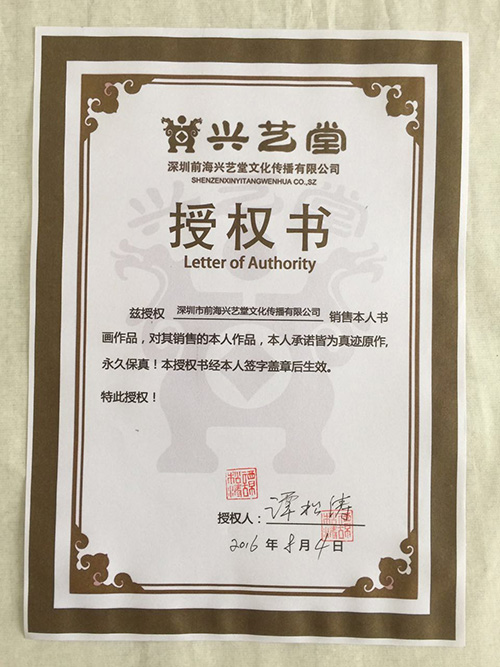 兴艺堂
深圳前海兴艺堂文化传播有限公司
SHENZENXINYITANGWENHUA CO.,SZ
兴艺堂
授权书
Letter of Authority
兹授权 深圳市前海兴艺堂文化传播有限公司 销售本人书
画作品，对其销售的本人作品，本人承诺皆为真迹原作，
永久保真！本授权书经本人签字盖章后生效。
特此授权！
授权人：谭松涛
2016 年 8 月 4 日